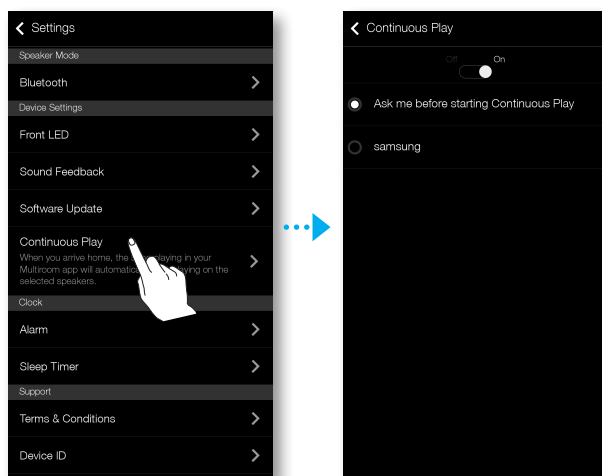 Settings
Speaker Mode
Bluetooth
Device Settings
Front LED
Sound Feedback
Software Update
Continuous Play
When you arrive home, the playing in your
Multiroom app will playing on the
selected speakers.
Clock
Alarm
Sleep Timer
Support
Terms & Conditions
Device ID
Continuous Play
Off On
Ask me before starting Continuous Play
samsung